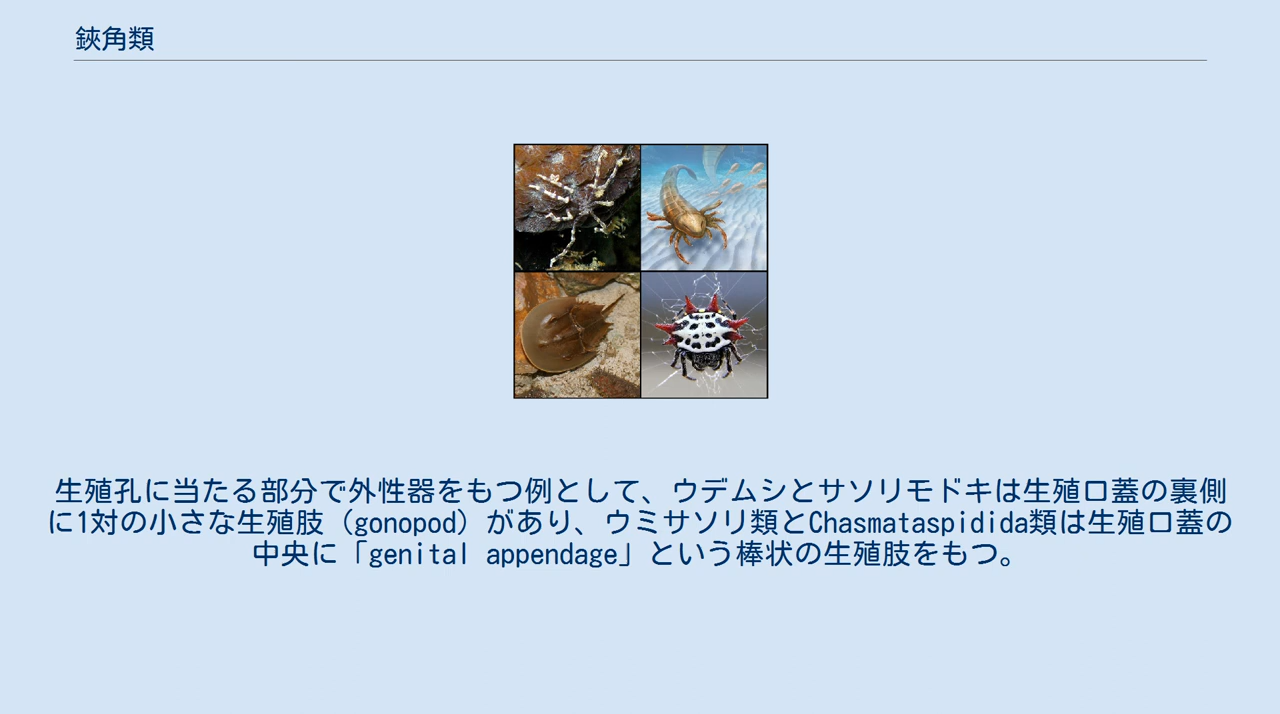 鋏角類
生殖孔に当たる部分で外性器をもつ例として、ウデムシとサソリモドキは生殖口蓋の裏側
に1対の小さな生殖肢（gonopod）があり、ウミサソリ類とChasmataspidida類は生殖口蓋の
中央に「genital appendage」という棒状の生殖肢をもつ。